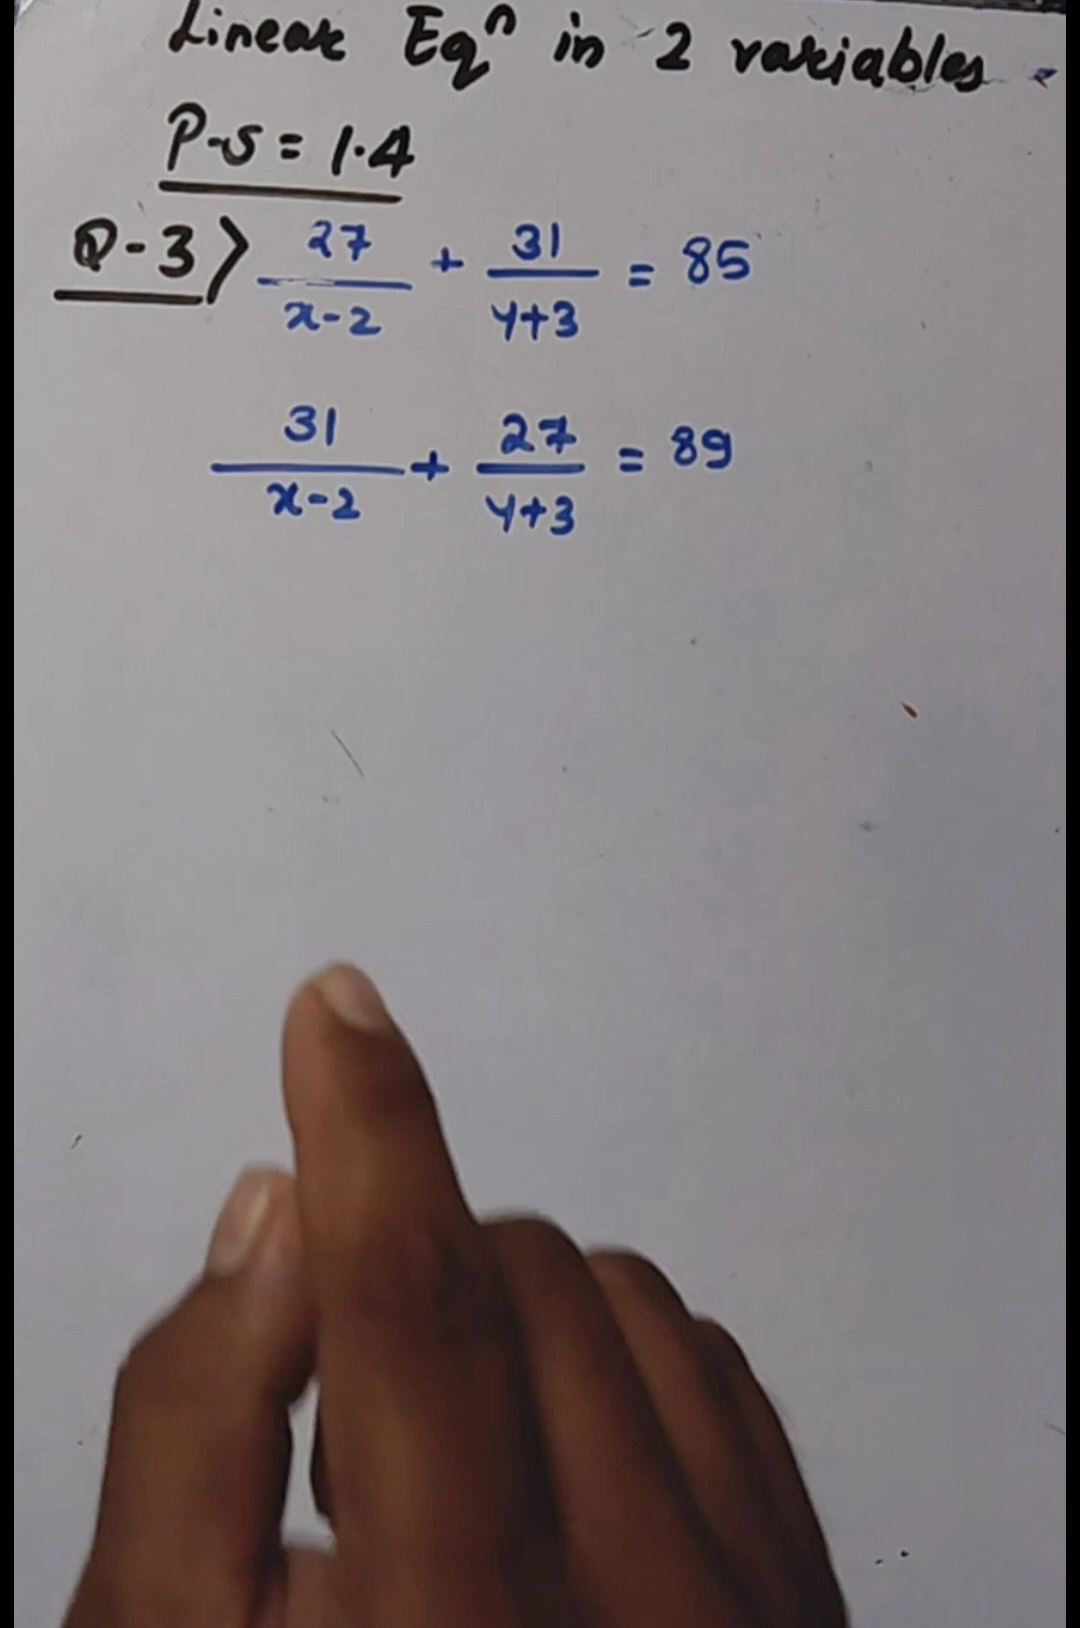 Linear Eqⁿ in 2 variables
P-S = 1.4
Q-3> 27/x-2 + 31/y+3 = 85
31/x-2 + 27/y+3 = 89